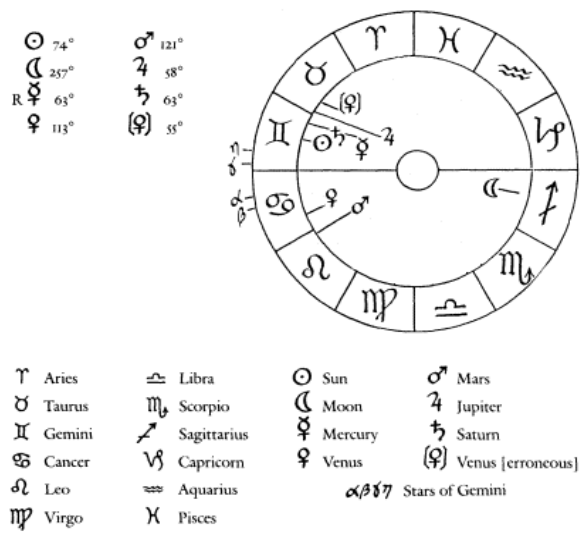 ☉ 74° ♂ 121°
☾ 257° ♃ 58°
R ☿ 63° ♄ 63°
♀ 113° (♀) 55°
♈ ♓
♉ ♒
(♀)
♊ ♑
η ☉ ♄ ☿ ♃
γ
α ♋ ♀ ♂ ☾ ♐
β
♌ ♏
♍ ♎
♈ Aries ♎ Libra ☉ Sun ♂ Mars
♉ Taurus ♏ Scorpio ☾ Moon ♃ Jupiter
♊ Gemini ♐ Sagittarius ☿ Mercury ♄ Saturn
♋ Cancer ♑ Capricorn ♀ Venus (♀) Venus [erroneous]
♌ Leo ♒ Aquarius αβγη Stars of Gemini
♍ Virgo ♓ Pisces